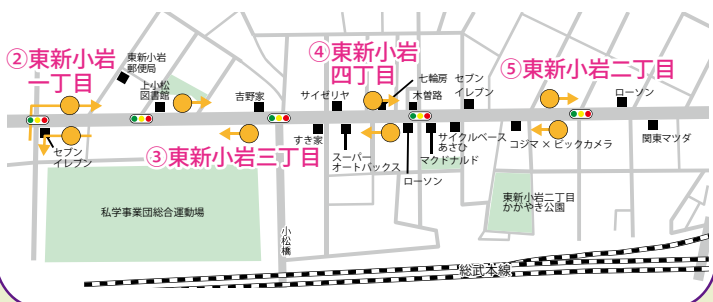 ②東新小岩
一丁目
東新小岩
郵便局
上小松
図書館
吉野家
サイゼリヤ
④東新小岩
四丁目
七輪房
木曽路
セブン
イレブン
⑤東新小岩二丁目
ローソン
セブン
イレブン
③東新小岩三丁目
すき家
スーパー
オートバックス
ローソン
マクドナルド
サイクルベース
あさひ
コジマ×ビックカメラ
関東マツダ
私学事業団総合運動場
小松橋
東新小岩二丁目
かがやき公園
総武本線